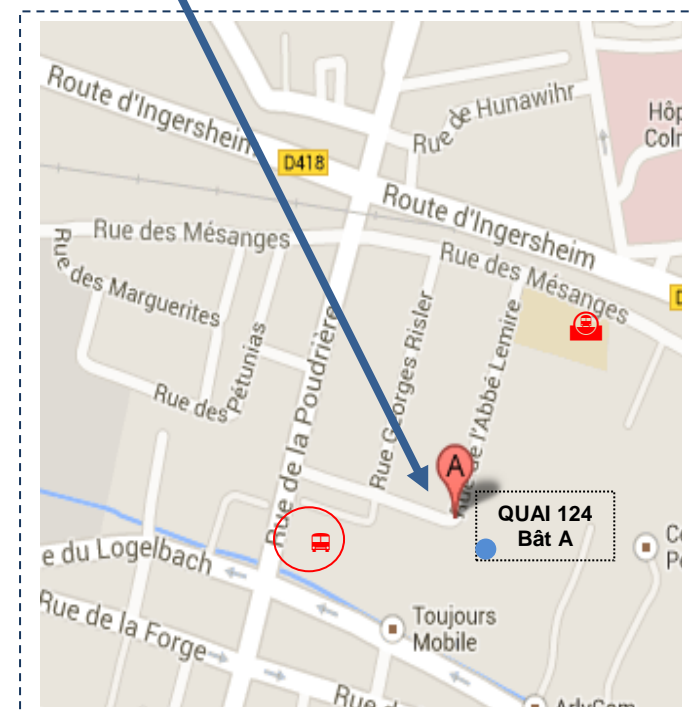 Route d'Ingersheim
D418
Rue de Hunawihr
Hôp
Colr
Route d'Ingersheim
Rue des Mésanges
Rue des Mésanges
D
Rue des Marguerites
Rue des Pétunias
Rue de la Poudrière
Rue Georges Risler
Rue de l'Abbé Lemire
A
QUAI 124
Bât A
e du Logelbach
Toujours
Mobile
Rue de la Forge
Rue d